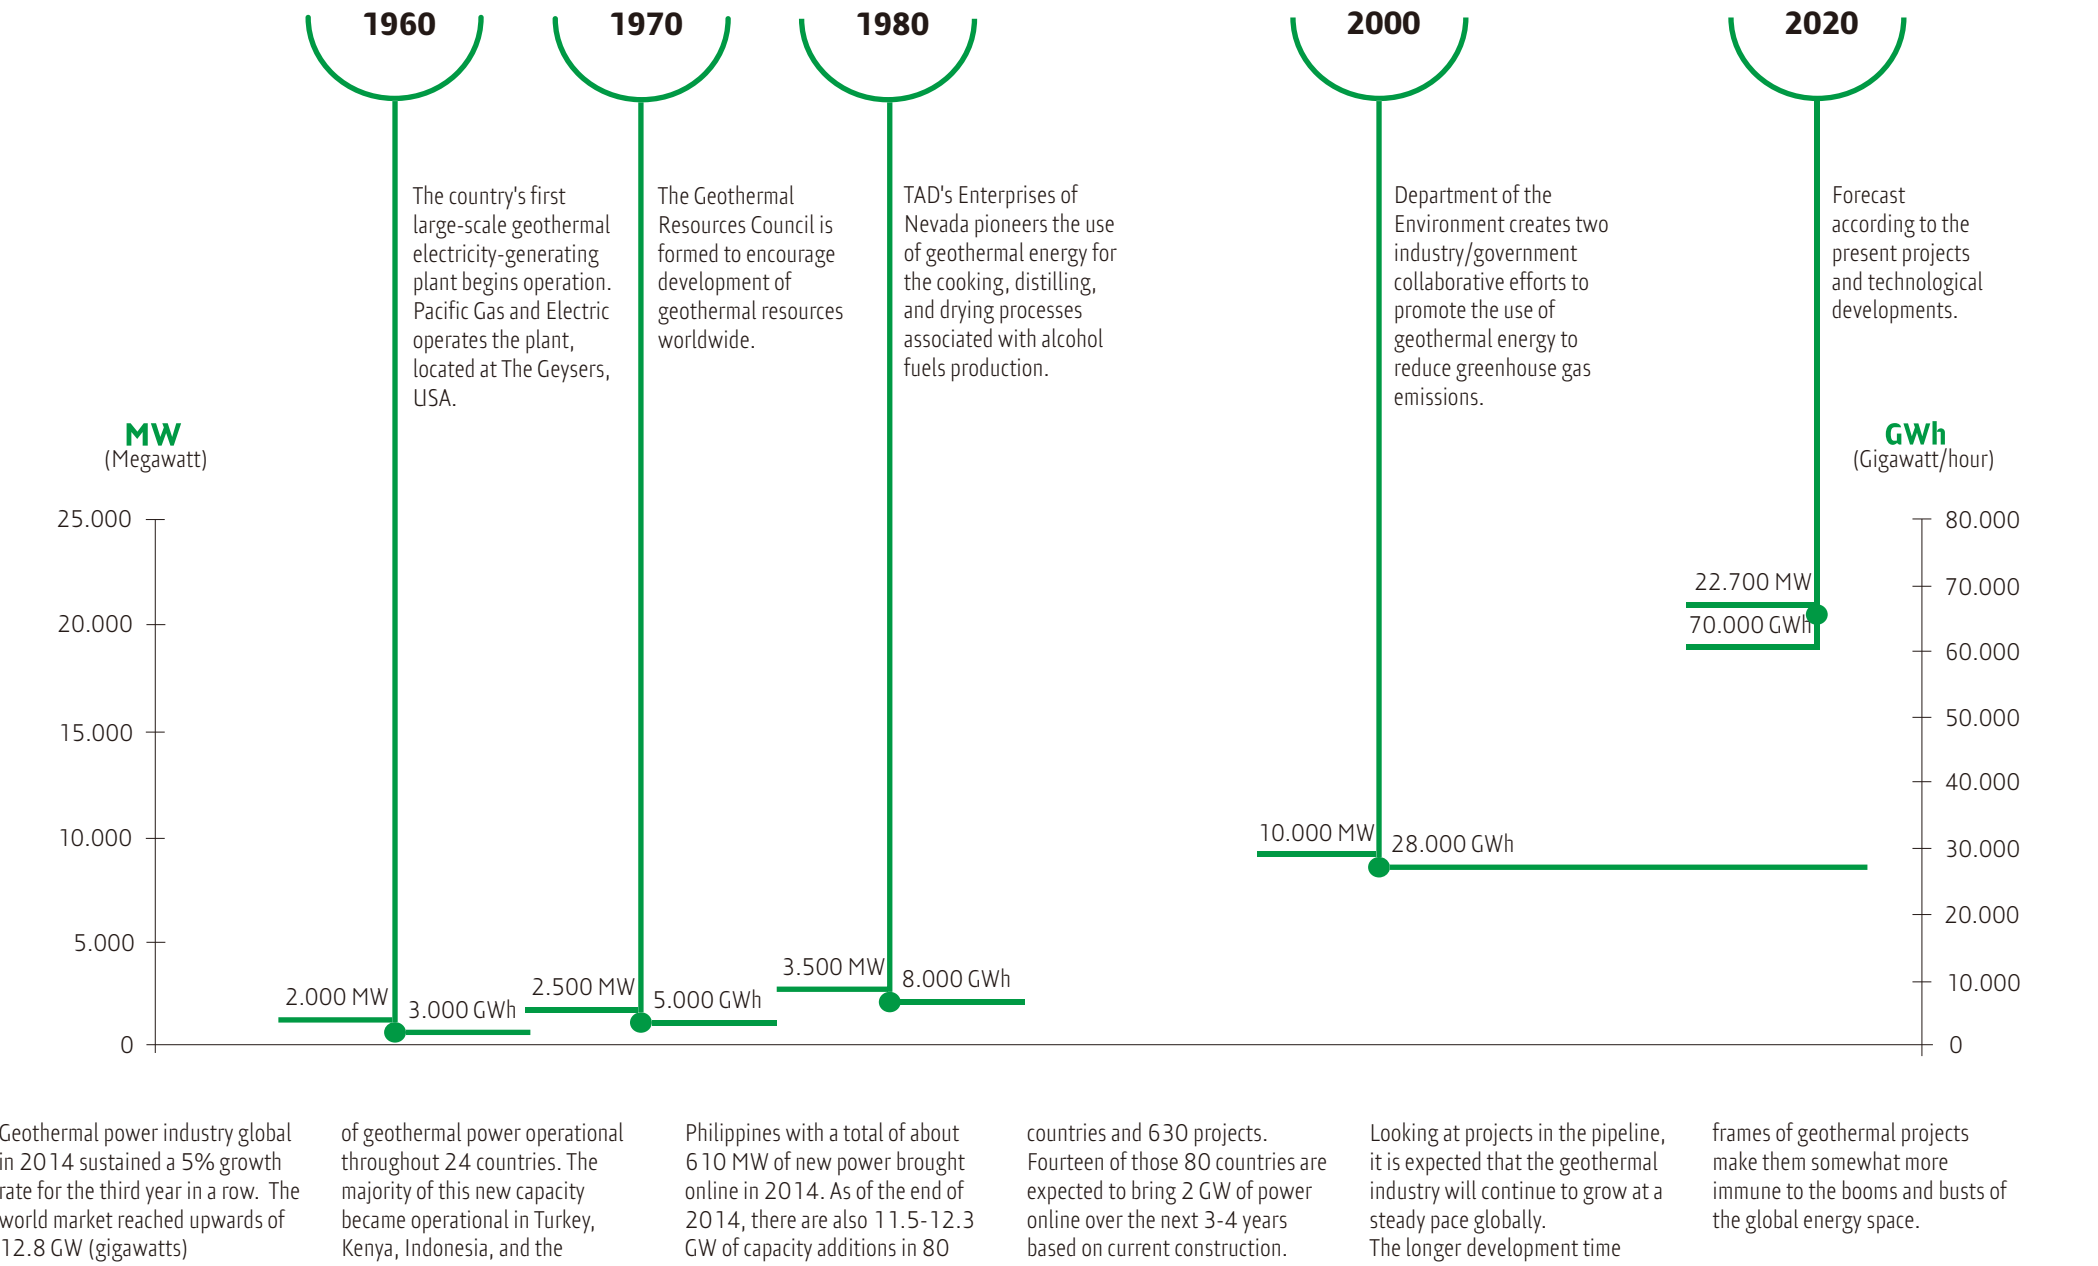 1960
1970
1980
2000
2020
The country's first
large-scale geothermal
electricity-generating
plant begins operation.
Pacific Gas and Electric
operates the plant,
located at The Geysers,
USA.
The Geothermal
Resources Council is
formed to encourage
development of
geothermal resources
worldwide.
TAD's Enterprises of
Nevada pioneers the use
of geothermal energy for
the cooking, distilling,
and drying processes
associated with alcohol
fuels production.
Department of the
Environment creates two
industry/government
collaborative efforts to
promote the use of
geothermal energy to
reduce greenhouse gas
emissions.
Forecast
according to the
present projects
and technological
developments.
MW
(Megawatt)
25.000
20.000
15.000
10.000
5.000
0
2.000 MW
3.000 GWh
2.500 MW
5.000 GWh
3.500 MW
8.000 GWh
10.000 MW
28.000 GWh
22.700 MW
70.000 GWh
GWh
(Gigawatt/hour)
80.000
70.000
60.000
50.000
40.000
30.000
20.000
10.000
0
Geothermal power industry global
in 2014 sustained a 5% growth
rate for the third year in a row. The
world market reached upwards of
12.8 GW (gigawatts)
of geothermal power operational
throughout 24 countries. The
majority of this new capacity
became operational in Turkey,
Kenya, Indonesia, and the
Philippines with a total of about
610 MW of new power brought
online in 2014. As of the end of
2014, there are also 11.5-12.3
GW of capacity additions in 80
countries and 630 projects.
Fourteen of those 80 countries are
expected to bring 2 GW of power
online over the next 3-4 years
based on current construction.
Looking at projects in the pipeline,
it is expected that the geothermal
industry will continue to grow at a
steady pace globally.
The longer development time
frames of geothermal projects
make them somewhat more
immune to the booms and busts of
the global energy space.